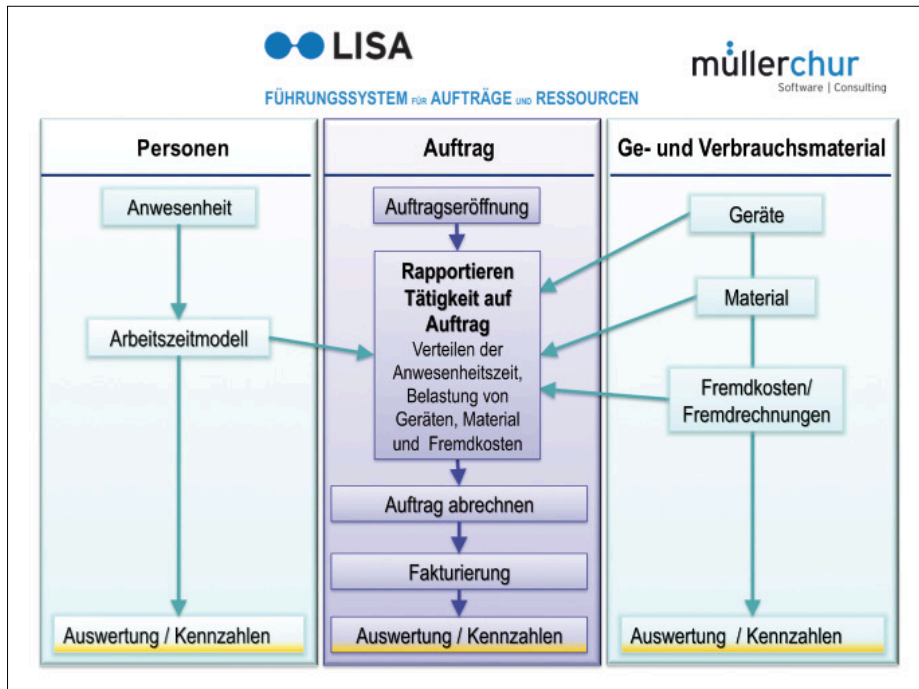 LISA
müllerchur
Software | Consulting
FÜHRUNGSSYSTEM FÜR AUFTRÄGE UND RESSOURCEN
Personen
Anwesenheit
Arbeitszeitmodell
Auswertung / Kennzahlen
Auftrag
Auftragseröffnung
Rapportieren
Tätigkeit auf
Auftrag
Verteilen der
Anwesenheitszeit,
Belastung von
Geräten, Material
und Fremdkosten
Auftrag abrechnen
Fakturierung
Auswertung / Kennzahlen
Ge- und Verbrauchsmaterial
Geräte
Material
Fremdkosten/
Fremdrechnungen
Auswertung / Kennzahlen